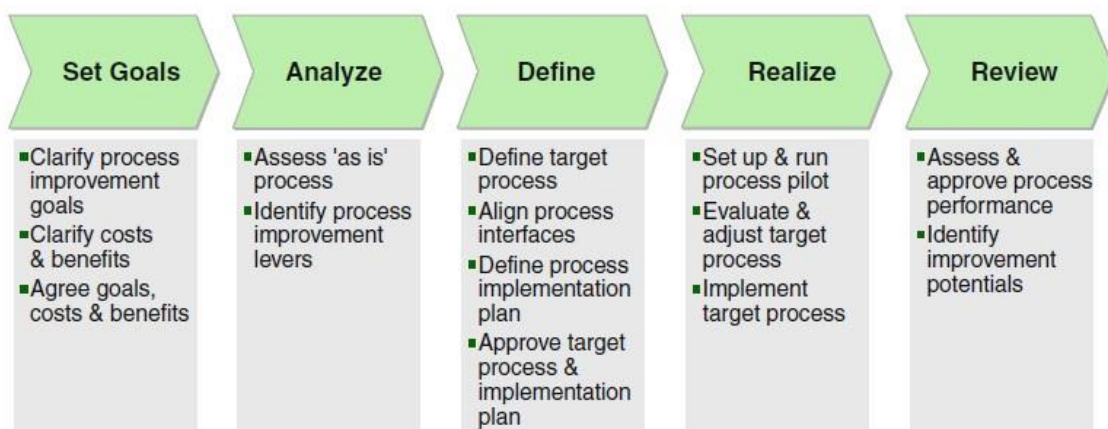 Set Goals
Analyze
Define
Realize
Review
▪Clarify process
improvement
goals
▪Clarify costs
& benefits
▪Agree goals,
costs & benefits
▪Assess 'as is'
process
▪Identify process
improvement
levers
▪Define target
process
▪Align process
interfaces
▪Define process
implementation
plan
▪Approve target
process &
implementation
plan
▪Set up & run
process pilot
▪Evaluate &
adjust target
process
▪Implement
target process
▪Assess &
approve process
performance
▪Identify
improvement
potentials